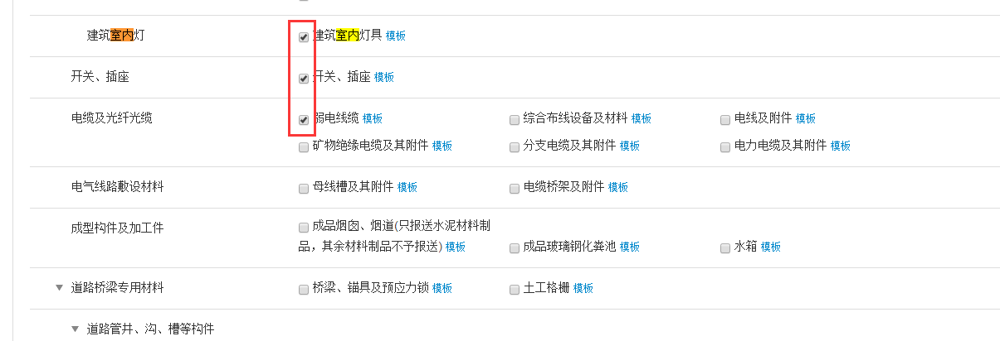 建筑室内灯 建筑室内灯具 模板
开关、插座 开关、插座 模板
电缆及光纤光缆 弱电线缆 模板 综合布线设备及材料 模板 电线及附件 模板
矿物绝缘电缆及其附件 模板 分支电缆及其附件 模板 电力电缆及其附件 模板
电气线路敷设材料 母线槽及其附件 模板 电缆桥架及附件 模板
成型构件及加工件 成品烟囱、烟道(只报送水泥材料制
品，其余材料制品不予报送) 模板 成品玻璃钢化粪池 模板 水箱 模板
道路桥梁专用材料 桥梁、锚具及预应力锁 模板 土工格栅 模板
道路管井、沟、槽等构件